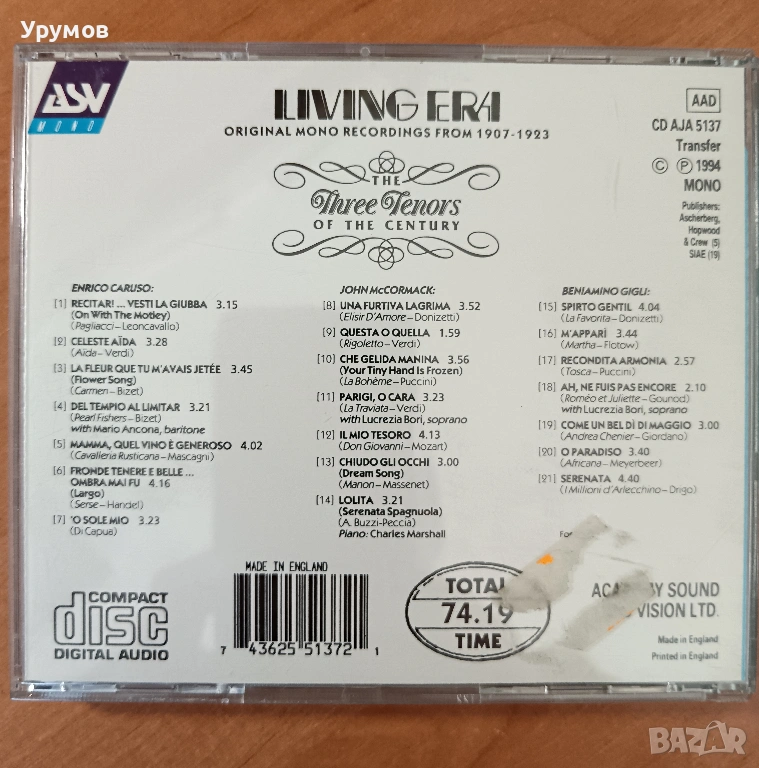 Урумов
ASV
MONO
LIVING ERA
ORIGINAL MONO RECORDINGS FROM 1907-1923
THE
Three Tenors
OF THE CENTURY
AAD
CD AJA 5137
Transfer
© ℗ 1994
MONO
Publishers:
Ascherberg,
Hopwood
& Crew (5)
SIAE (19)
ENRICO CARUSO:
[1] RECITAR! ... VESTI LA GIUBBA 3.15
(On With The Motley)
(Pagliacci - Leoncavallo)
[2] CELESTE AÏDA 3.28
(Aïda - Verdi)
[3] LA FLEUR QUE TU M'AVAIS JETÉE 3.45
(Flower Song)
(Carmen - Bizet)
[4] DEL TEMPIO AL LIMITAR 3.21
(Pearl Fishers - Bizet)
with Mario Ancona, baritone
[5] MAMMA, QUEL VINO È GENEROSO 4.02
(Cavalleria Rusticana - Mascagni)
[6] FRONDE TENERE E BELLE ...
OMBRA MAI FU 4.16
(Largo)
(Serse - Handel)
[7] 'O SOLE MIO 3.23
(Di Capua)
JOHN McCORMACK:
[8] UNA FURTIVA LAGRIMA 3.52
(Elisir D'Amore - Donizetti)
[9] QUESTA O QUELLA 1.59
(Rigoletto - Verdi)
[10] CHE GELIDA MANINA 3.56
(Your Tiny Hand Is Frozen)
(La Bohème - Puccini)
[11] PARIGI, O CARA 3.23
(La Traviata - Verdi)
with Lucrezia Bori, soprano
[12] IL MIO TESORO 4.13
(Don Giovanni - Mozart)
[13] CHIUDO GLI OCCHI 3.00
(Dream Song)
(Manon - Massenet)
[14] LOLITA 3.21
(Serenata Spagnuola)
(A. Buzzi-Peccia)
Piano: Charles Marshall
BENIAMINO GIGLI:
[15] SPIRTO GENTIL 4.04
(La Favorita - Donizetti)
[16] M'APPARÌ 3.44
(Martha - Flotow)
[17] RECONDITA ARMONIA 2.57
(Tosca - Puccini)
[18] AH, NE FUIS PAS ENCORE 2.10
(Roméo et Juliette - Gounod)
with Lucrezia Bori, soprano
[19] COME UN BEL DÌ DI MAGGIO 3.00
(Andrea Chenier - Giordano)
[20] O PARADISO 3.40
(Africana - Meyerbeer)
[21] SERENATA 4.40
(I Millioni d'Arlecchino - Drigo)
COMPACT
disc
DIGITAL AUDIO
MADE IN ENGLAND
7 43625 51372 1
TOTAL
74.19
TIME
SOUND
VISION LTD.
Made in England
Printed in England
BAZAR